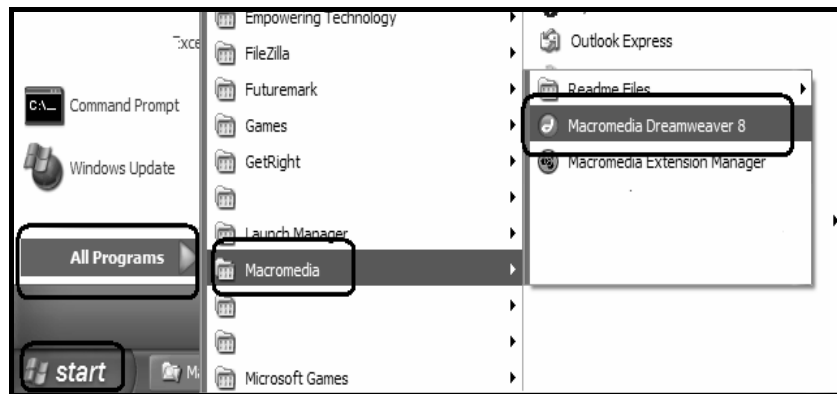 Exce
Command Prompt
Windows Update
All Programs
start
Empowering Technology
FileZilla
Futuremark
Games
GetRight
Launch Manager
Macromedia
Microsoft Games
Outlook Express
Readme Files
Macromedia Dreamweaver 8
Macromedia Extension Manager